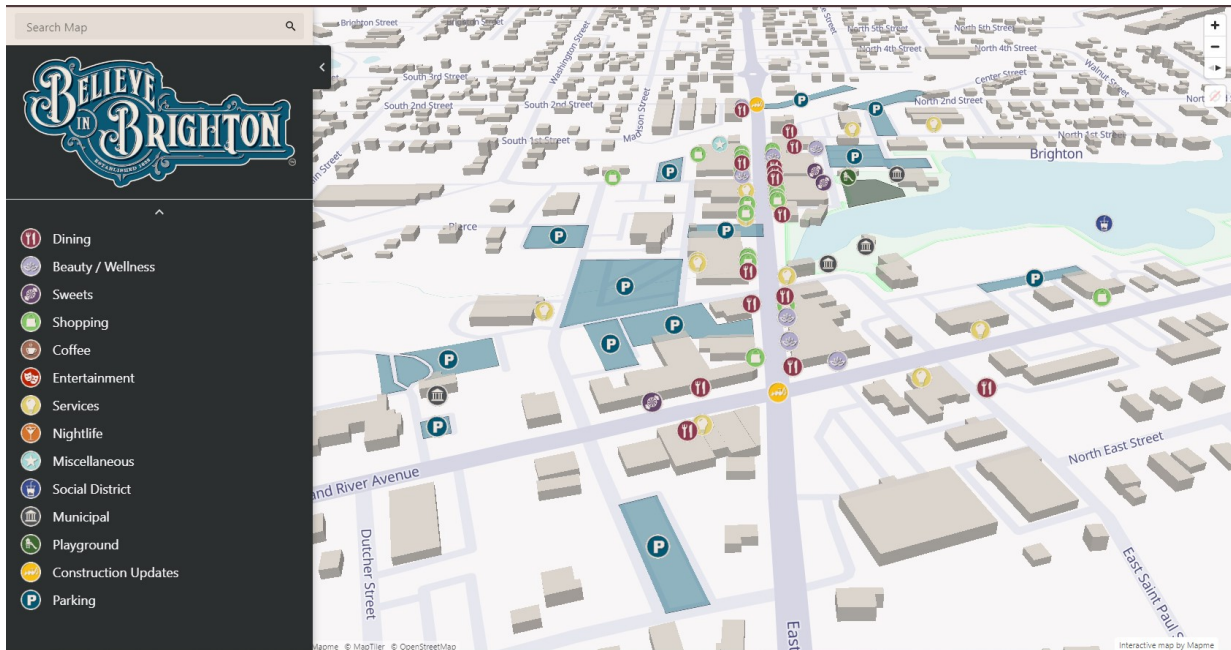 Search Map
BELIEVE
IN
BRIGHTON
Dining
Beauty / Wellness
Sweets
Shopping
Coffee
Entertainment
Services
Nightlife
Miscellaneous
Social District
Municipal
Playground
Construction Updates
Parking
Brighton Street
Washington Street
North 5th Street
North 5th Street
North 4th Street
North 4th Street
South 3rd Street
Center Street
Walnut Street
South 2nd Street
South 2nd Street
North 2nd Street
Madison Street
South 1st Street
North 1st Street
Brighton
Pierce
P
P
P
P
P
P
P
P
P
P
P
P
P
North East Street
and River Avenue
Dutcher Street
East Saint Paul S
East
Mapme © MapTiler © OpenStreetMap
Interactive map by Mapme